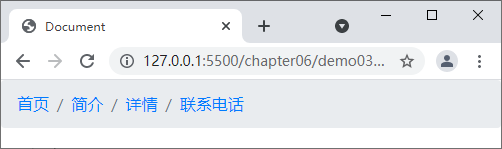 Document
127.0.0.1:5500/chapter06/demo03...
首页 / 简介 / 详情 / 联系电话